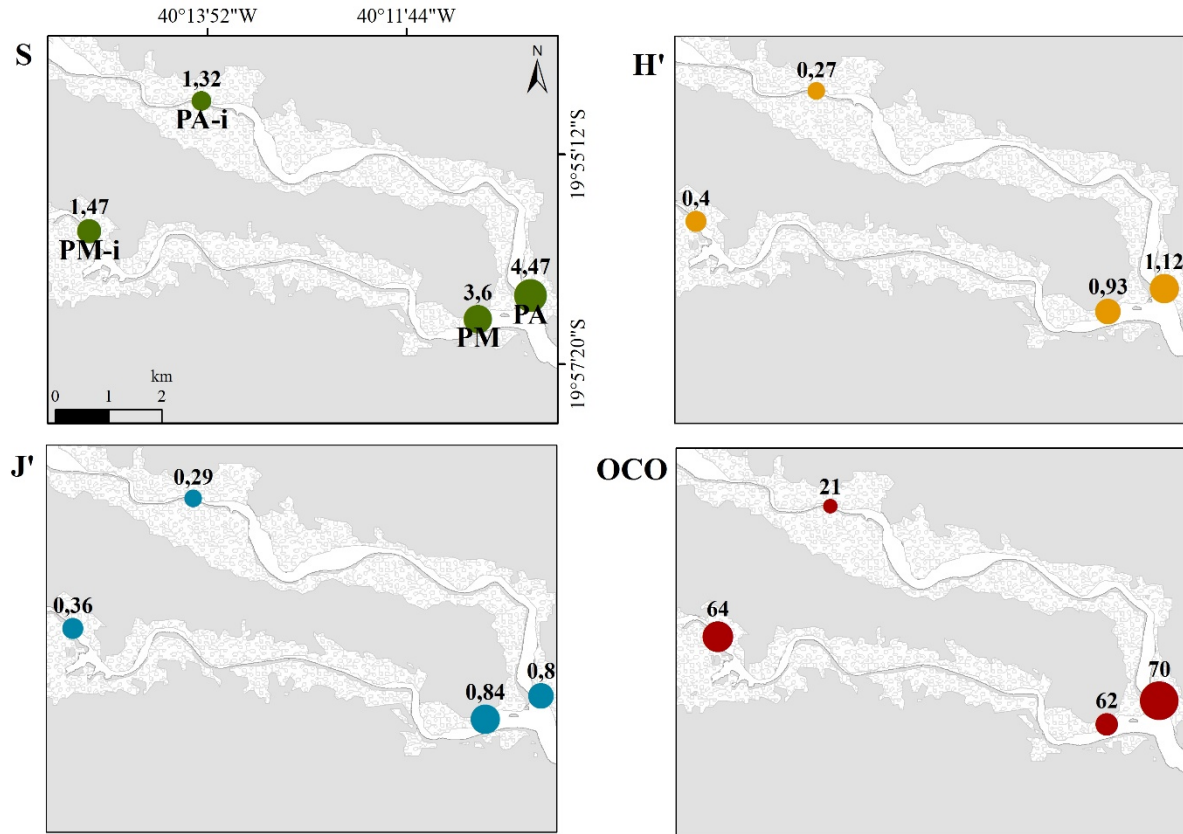 40°13'52"W
40°11'44"W
S
N
1,32
PA-i
19°55'12"S
1,47
PM-i
4,47
PA
3,6
PM
19°57'20"S
km
0 1 2
H'
0,27
0,4
1,12
0,93
J'
0,29
0,36
0,8
0,84
OCO
21
64
70
62